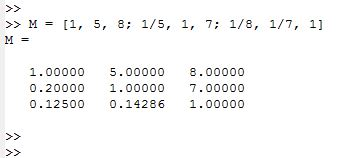 >>
>> M = [1, 5, 8; 1/5, 1, 7; 1/8, 1/7, 1]
M =
1.00000 5.00000 8.00000
0.20000 1.00000 7.00000
0.12500 0.14286 1.00000
>>
>>